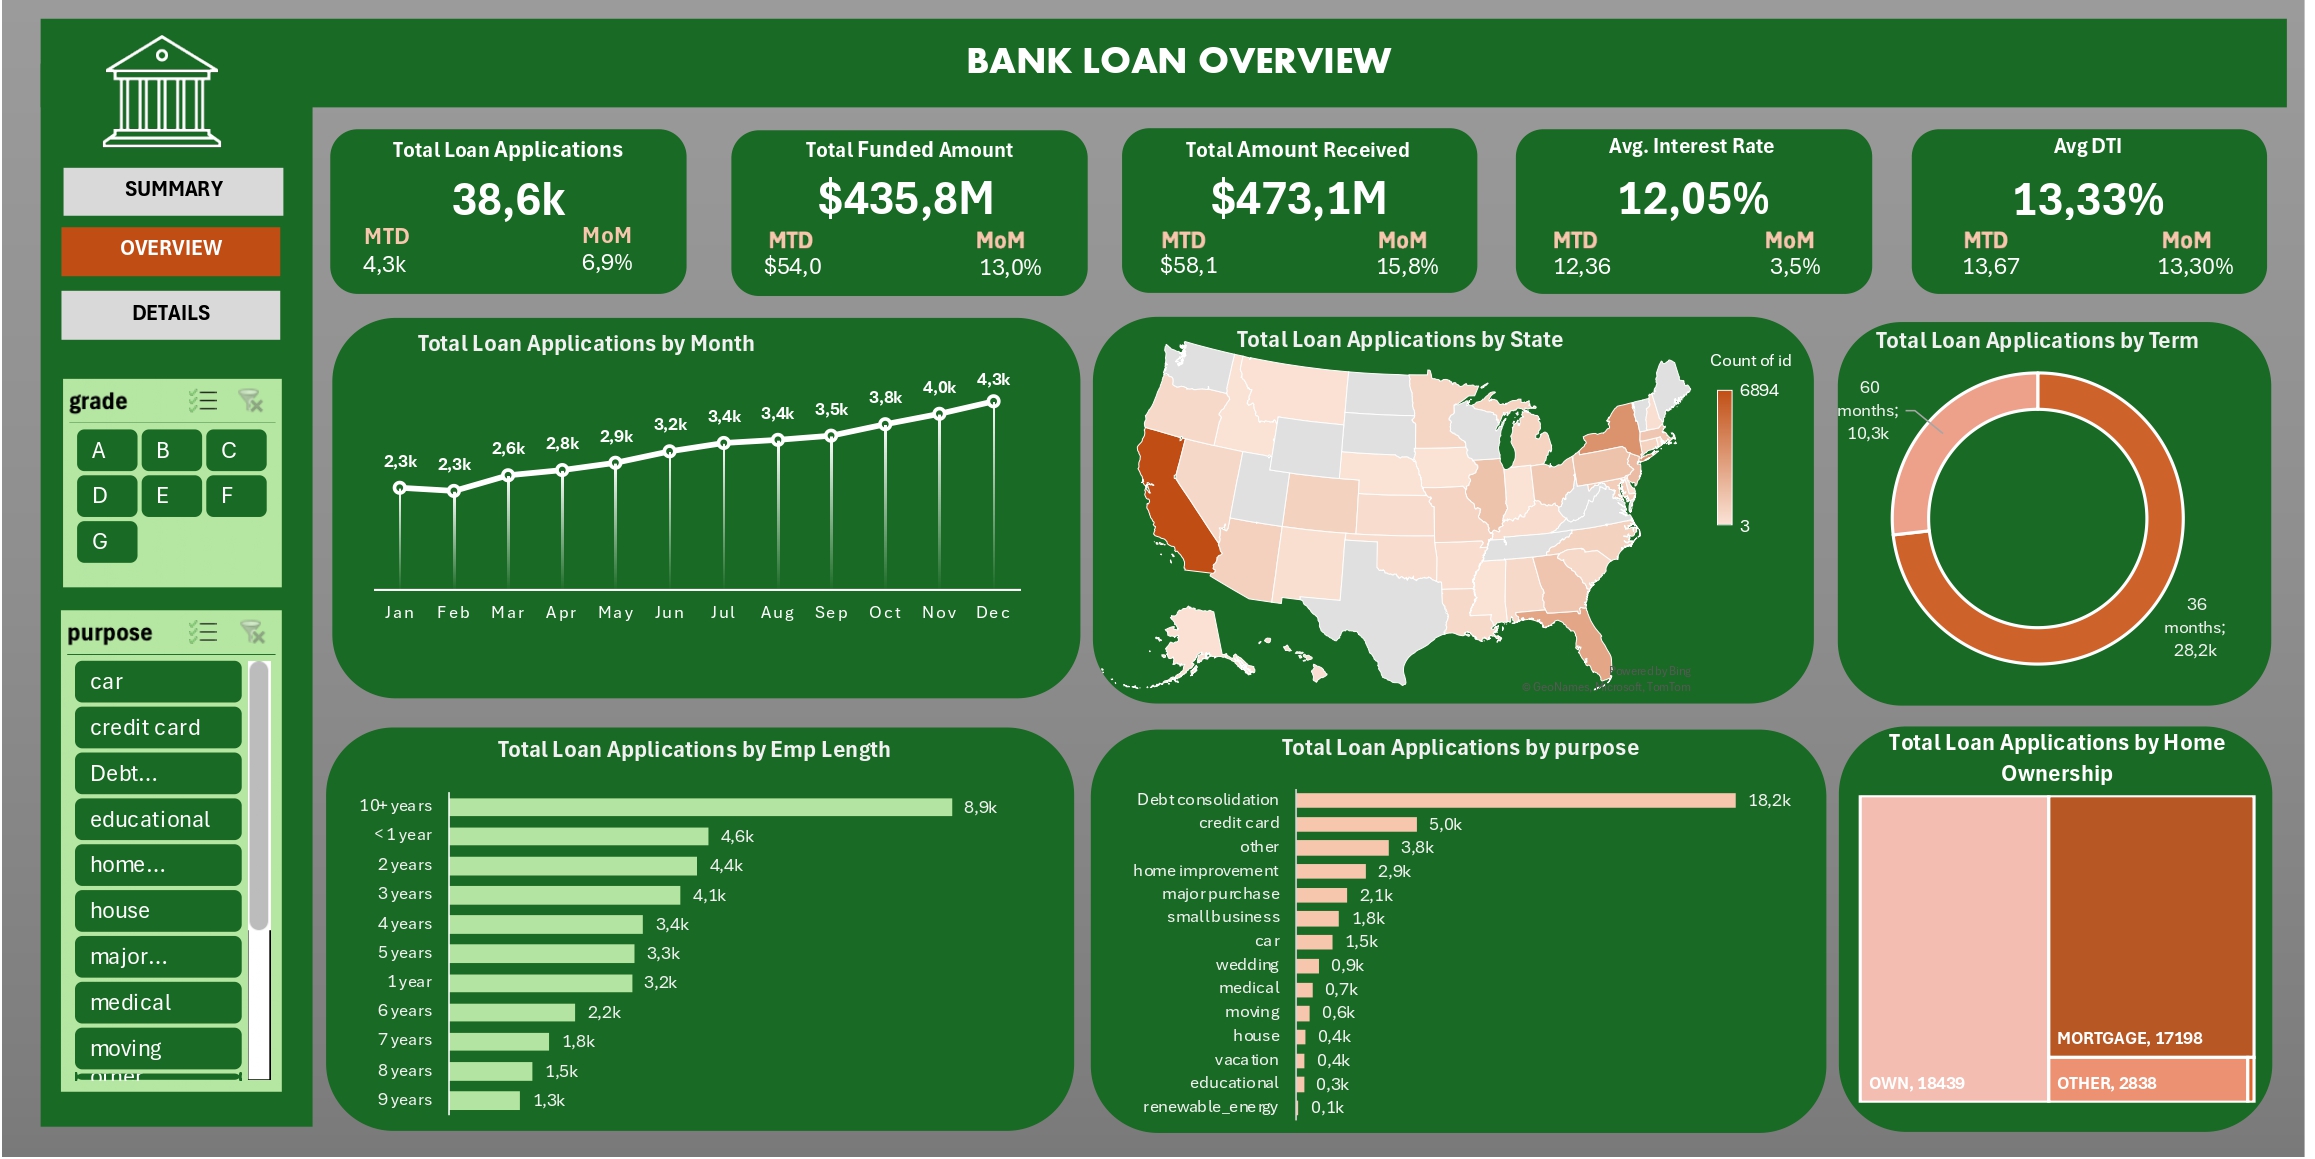 BANK LOAN OVERVIEW
SUMMARY
OVERVIEW
DETAILS
grade
A
B
C
D
E
F
G
purpose
car
credit card
Debt...
educational
home...
house
major...
medical
moving
other
Total Loan Applications
38,6k
MTD
MoM
4,3k
6,9%
Total Funded Amount
$435,8M
MTD
MoM
$54,0
13,0%
Total Amount Received
$473,1M
MTD
MoM
$58,1
15,8%
Avg. Interest Rate
12,05%
MTD
MoM
12,36
3,5%
Avg DTI
13,33%
MTD
MoM
13,67
13,30%
Total Loan Applications by Month
2,3k
2,3k
2,6k
2,8k
2,9k
3,2k
3,4k
3,4k
3,5k
3,8k
4,0k
4,3k
Jan
Feb
Mar
Apr
May
Jun
Jul
Aug
Sep
Oct
Nov
Dec
Total Loan Applications by State
Count of id
6894
3
Powered by Bing
© GeoNames, Microsoft, TomTom
Total Loan Applications by Term
60
months;
10,3k
36
months;
28,2k
Total Loan Applications by Emp Length
10+ years
8,9k
< 1 year
4,6k
2 years
4,4k
3 years
4,1k
4 years
3,4k
5 years
3,3k
1 year
3,2k
6 years
2,2k
7 years
1,8k
8 years
1,5k
9 years
1,3k
Total Loan Applications by purpose
Debt consolidation
18,2k
credit card
5,0k
other
3,8k
home improvement
2,9k
major purchase
2,1k
small business
1,8k
car
1,5k
wedding
0,9k
medical
0,7k
moving
0,6k
house
0,4k
vacation
0,4k
educational
0,3k
renewable_energy
0,1k
Total Loan Applications by Home
Ownership
MORTGAGE, 17198
OWN, 18439
OTHER, 2838